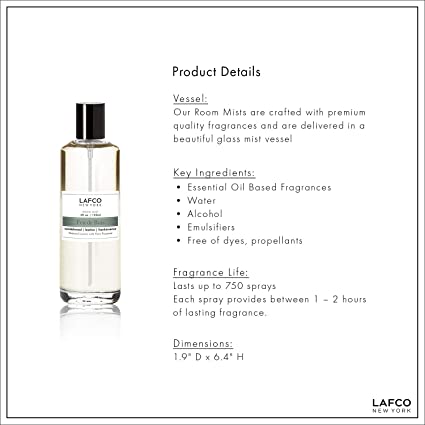 Product Details
Vessel:
Our Room Mists are crafted with premium
quality fragrances and are delivered in a
beautiful glass mist vessel
Key Ingredients:
• Essential Oil Based Fragrances
• Water
• Alcohol
• Emulsifiers
• Free of dyes, propellants
Fragrance Life:
Lasts up to 750 sprays
Each spray provides between 1 – 2 hours
of lasting fragrance.
Dimensions:
1.9" D x 6.4" H
LAFCO
NEW YORK
Feu de Bois
LAFCO
NEW YORK